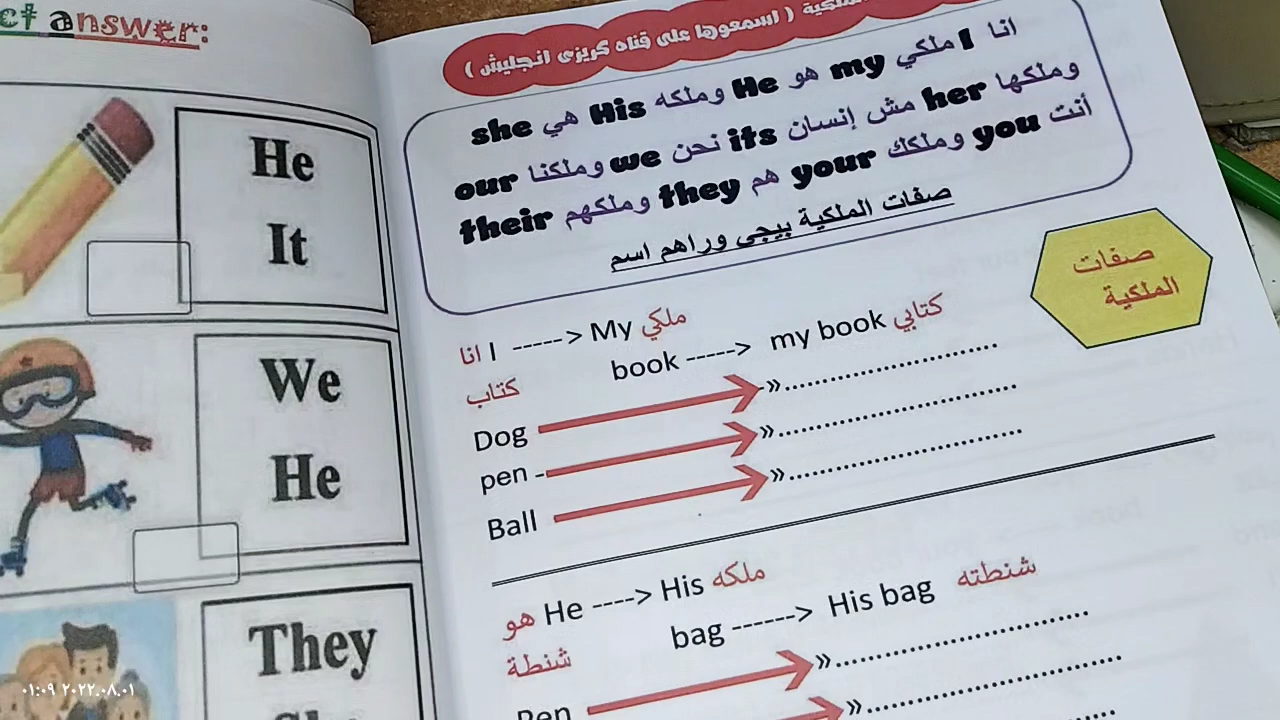 answer:
He
It
We
He
They
( اسمعوها على قناه كريزى انجليش )
انا I ملكي my هو He وملكه His هي she
وملكها her مش إنسان its نحن we وملكنا our
أنت you وملكك your هم they وملكهم their
صفات الملكية بيجى وراهم اسم
صفات
الملكية
انا I -----> My ملكي
كتاب book -----> my book كتابي
Dog »....................
pen - »....................
Ball »....................
هو He ----> His ملكه
شنطة bag ------> His bag شنطته
Pen »....................
»....................
٠١:٠٩ ٢٠٢٢.٠٨.٠١